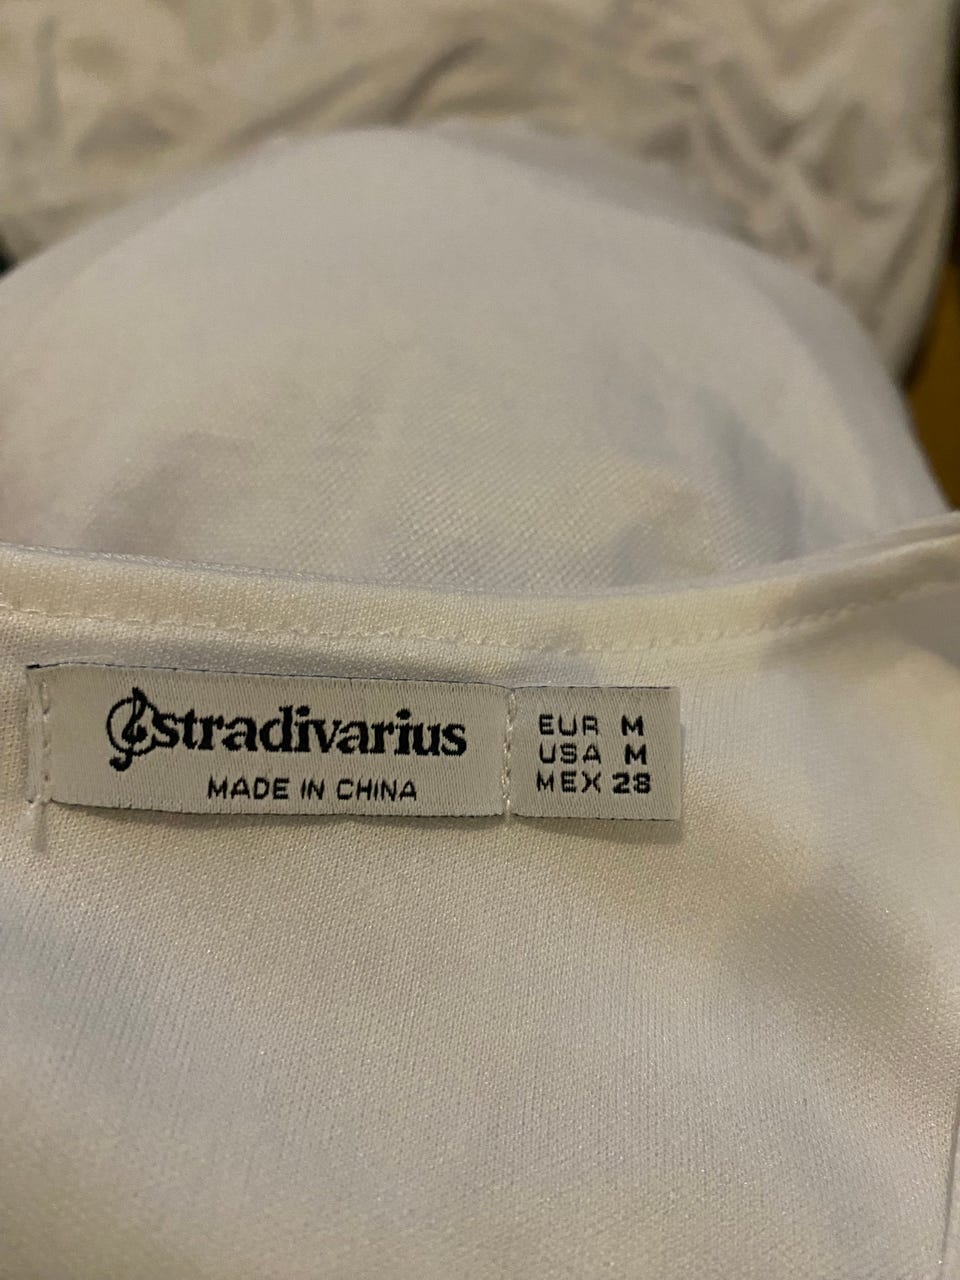 stradivarius
MADE IN CHINA
EUR M
USA M
MEX 28